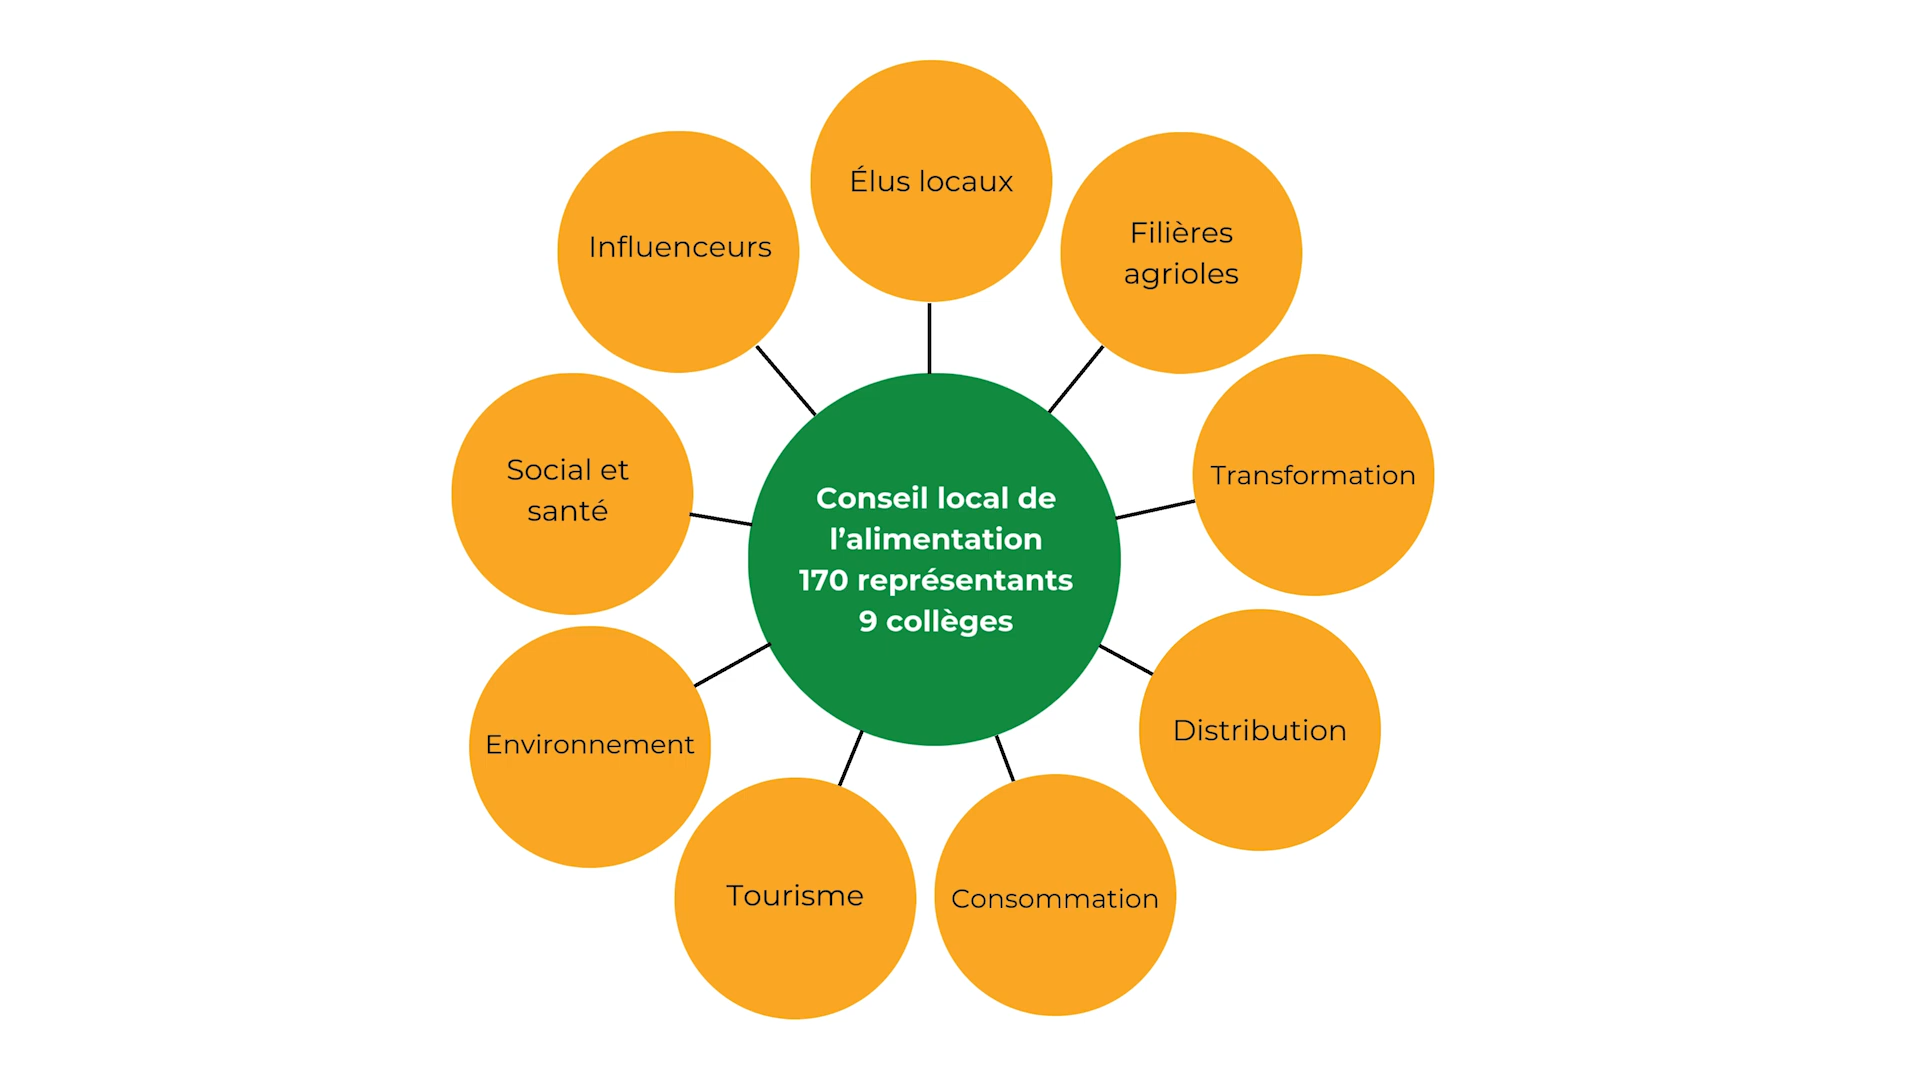 Élus locaux
Filières
agrioles
Transformation
Distribution
Consommation
Tourisme
Environnement
Social et
santé
Influenceurs
Conseil local de
l’alimentation
170 représentants
9 collèges